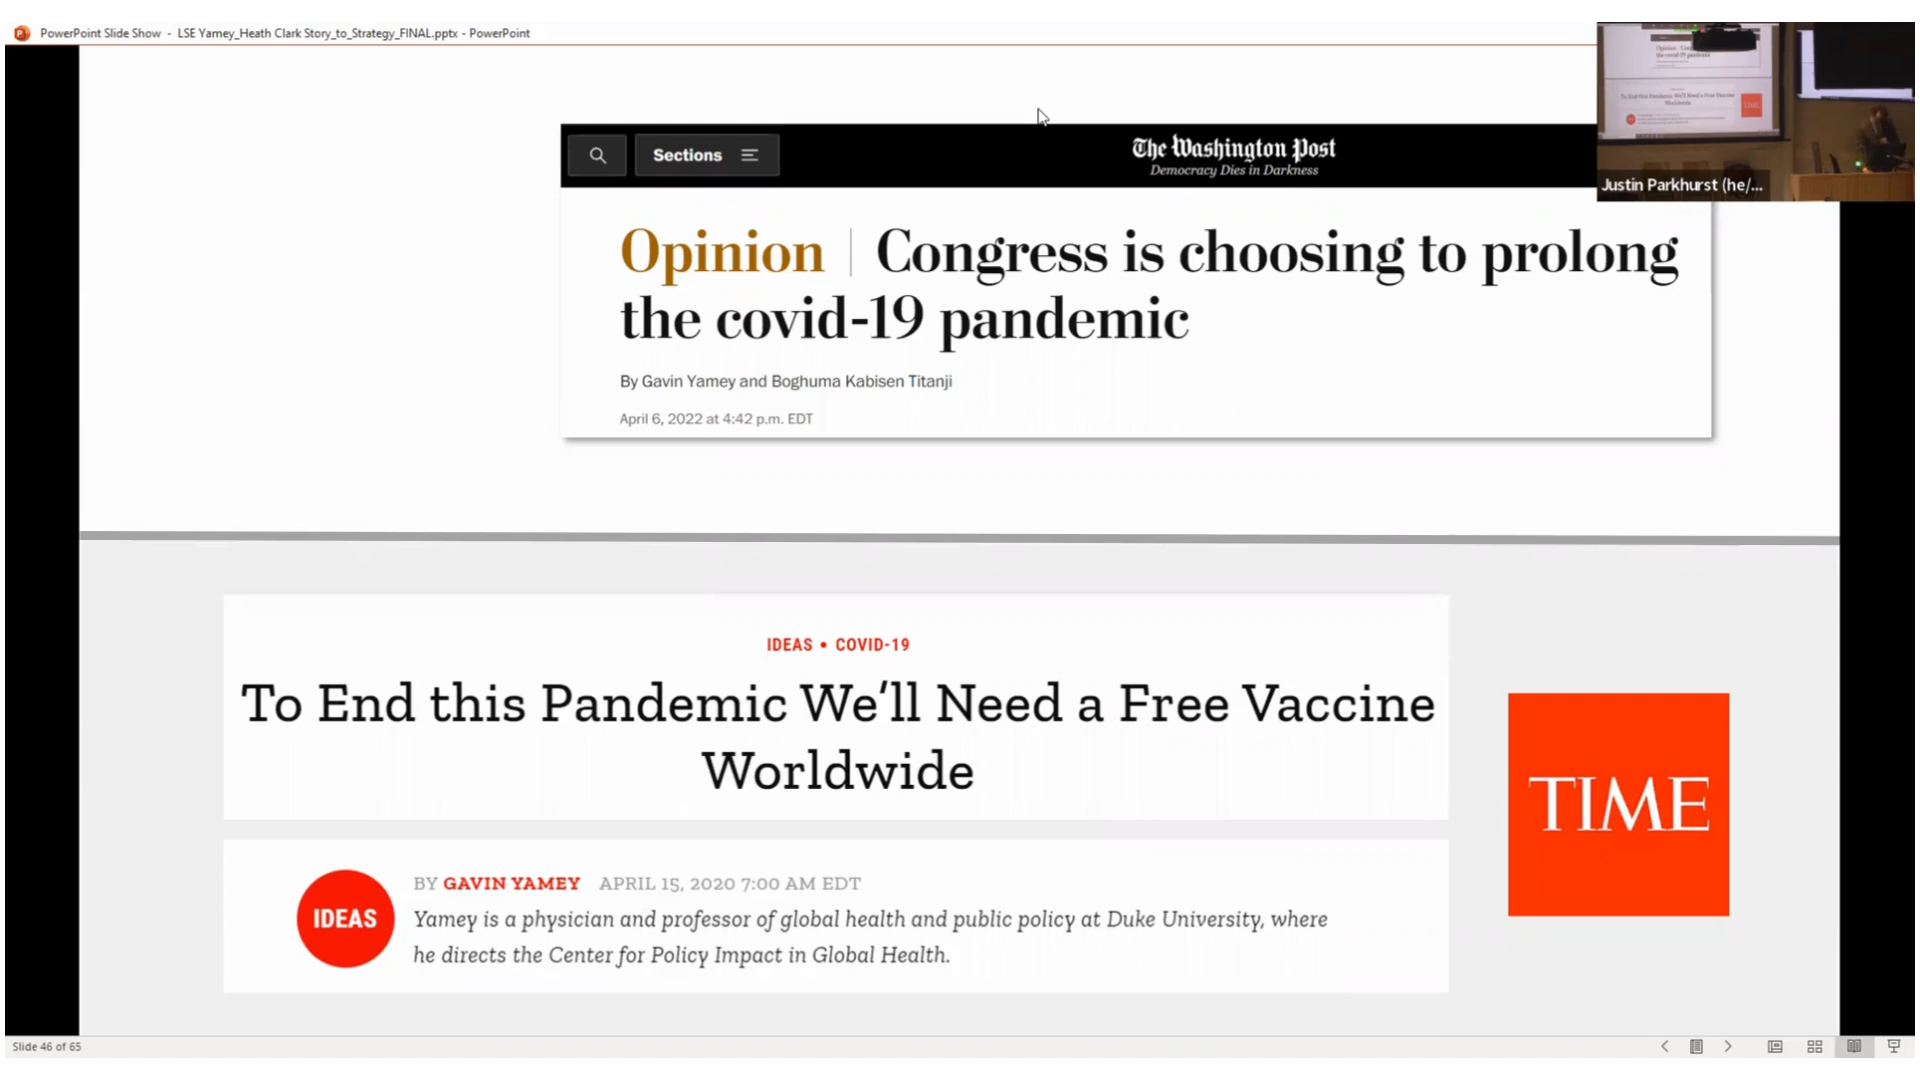 PowerPoint Slide Show - LSE Yamey_Heath Clark Story_to_Strategy_FINAL.pptx - PowerPoint
Sections
The Washington Post
Democracy Dies in Darkness
Justin Parkhurst (he/...
Opinion | Congress is choosing to prolong
the covid-19 pandemic
By Gavin Yamey and Boghuma Kabisen Titanji
April 6, 2022 at 4:42 p.m. EDT
IDEAS • COVID-19
To End this Pandemic We'll Need a Free Vaccine
Worldwide
TIME
IDEAS
BY GAVIN YAMEY APRIL 15, 2020 7:00 AM EDT
Yamey is a physician and professor of global health and public policy at Duke University, where
he directs the Center for Policy Impact in Global Health.
Slide 46 of 65